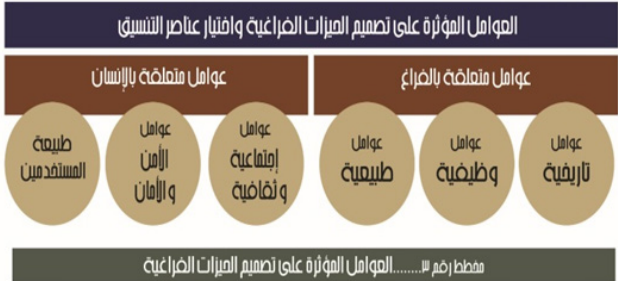 العوامل المؤثرة على تصميم الحيزات الفراغية واختيار عناصر التنسيق
عوامل متعلقة بالفراغ
عوامل متعلقة بالإنسان
عوامل
تاريخية
عوامل
وظيفية
عوامل
طبيعية
عوامل
إجتماعية
وثقافية
عوامل
الأمن
والأمان
طبيعة
المستخدمين
مخطط رقم ٣........العوامل المؤثرة على تصميم الحيزات الفراغية